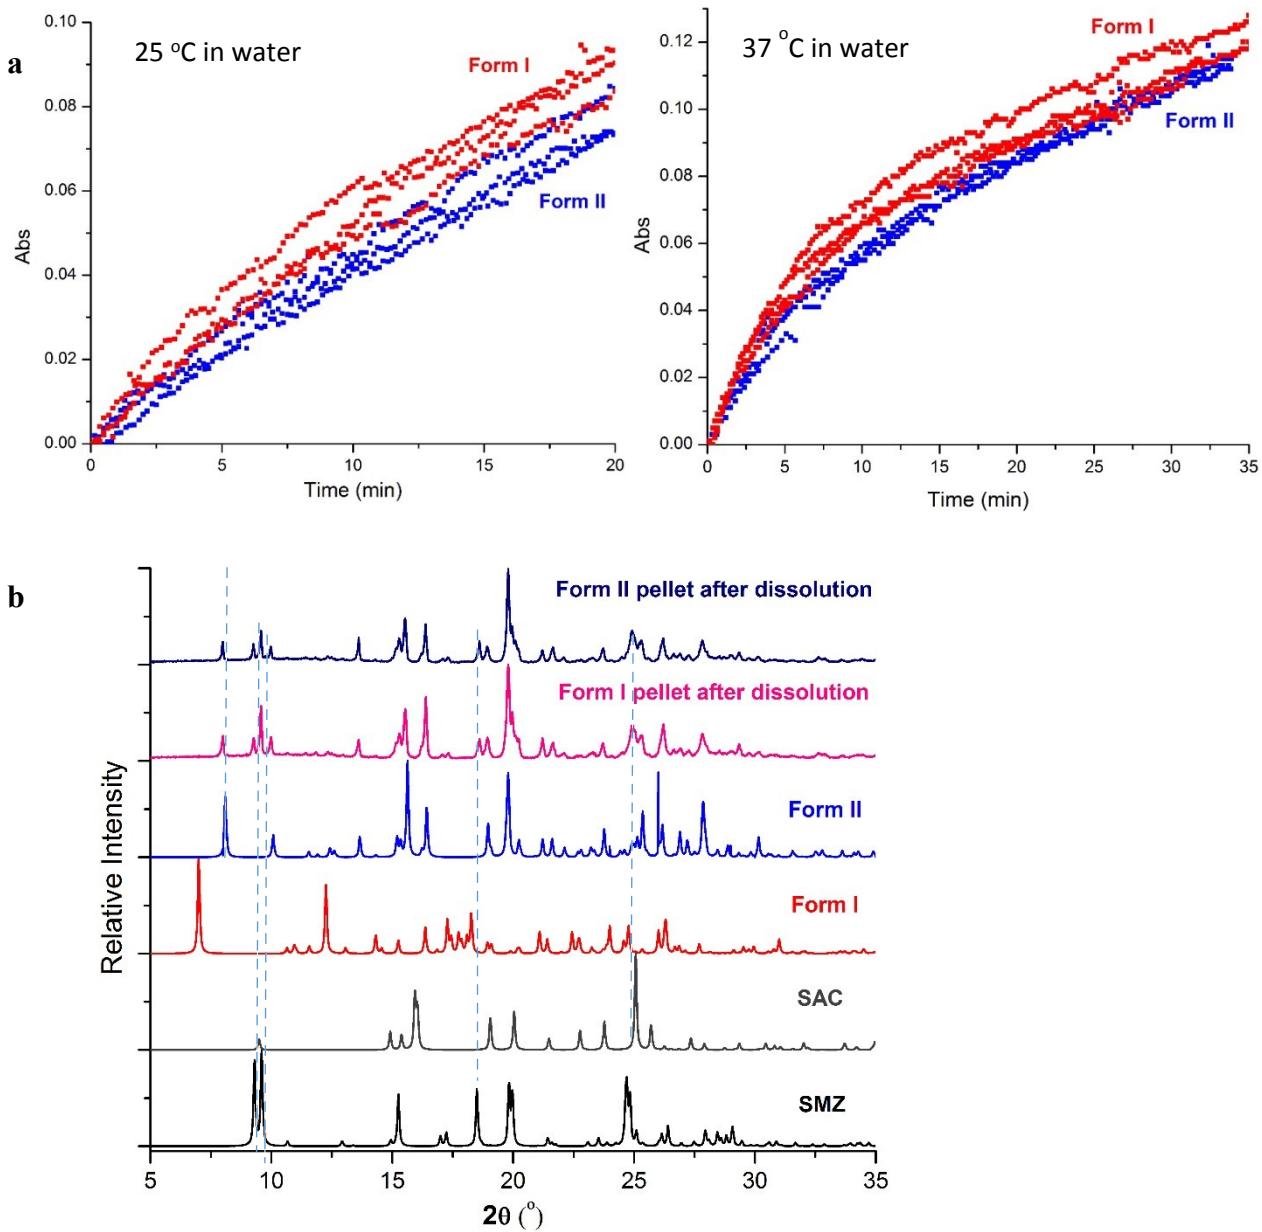 a
25 °C in water
Form I
Form II
Abs
0.10
0.08
0.06
0.04
0.02
0.00
0 5 10 15 20
Time (min)
37 °C in water
Form I
Form II
Abs
0.12
0.10
0.08
0.06
0.04
0.02
0.00
0 5 10 15 20 25 30 35
Time (min)
b
Form II pellet after dissolution
Form I pellet after dissolution
Form II
Form I
SAC
SMZ
Relative Intensity
5 10 15 20 25 30 35
2θ (°)